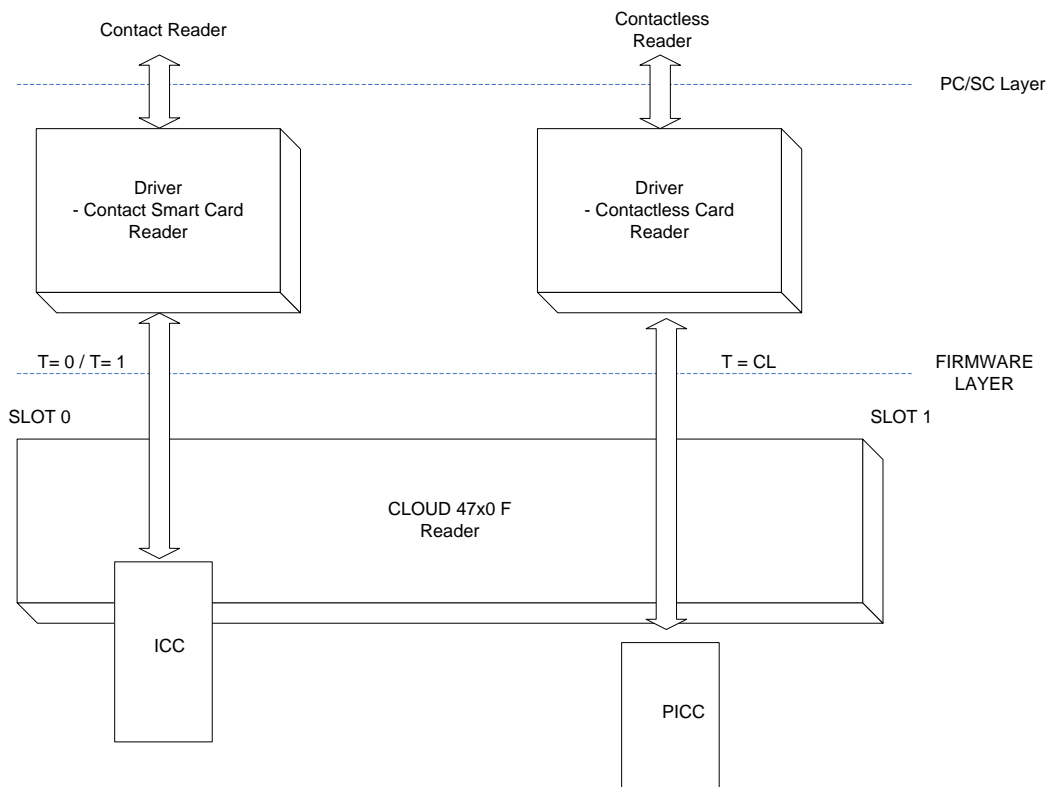 Contact Reader
Contactless
Reader
PC/SC Layer
Driver
- Contact Smart Card
Reader
Driver
- Contactless Card
Reader
T= 0 / T= 1
T = CL
FIRMWARE
LAYER
SLOT 0
SLOT 1
CLOUD 47x0 F
Reader
ICC
PICC